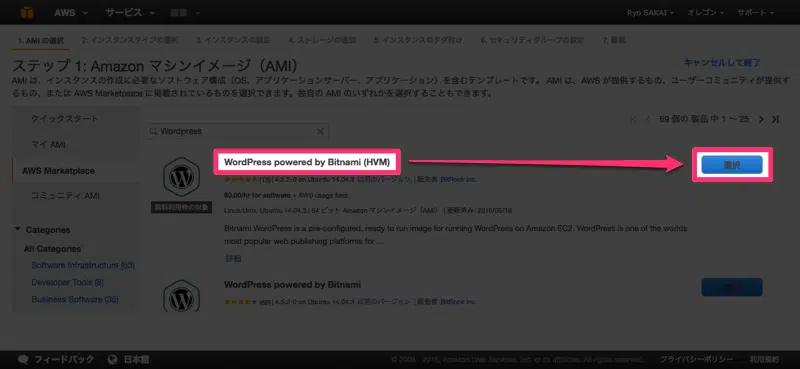 AWS サービス 編集 Ryo SAKAI オレゴン サポート
1. AMI の選択 2. インスタンスタイプの選択 3. インスタンスの設定 4. ストレージの追加 5. インスタンスのタグ付け 6. セキュリティグループの設定 7. 確認
ステップ 1: Amazon マシンイメージ（AMI）
キャンセルして終了
AMI は、インスタンスの作成に必要なソフトウェア構成（OS、アプリケーションサーバー、アプリケーション）を含むテンプレートです。 AMI は、AWS が提供するもの、ユーザーコミュニティが提供す
るもの、または AWS Marketplace に掲載されているものを選択できます。独自の AMI のいずれかを選択することもできます。
クイックスタート
マイ AMI
AWS Marketplace
コミュニティ AMI
Categories
All Categories
Software Infrastructure (60)
Developer Tools (8)
Business Software (35)
Wordpress
69 個の 製品 中 1 ～ 25
WordPress powered by Bitnami (HVM)
選択
4.5.2-0 on Ubuntu 14.04.3 以前のバージョン | 販売者 BitRock Inc.
無料利用枠の対象
$0.00/hr for software + AWS usage fees
Linux/Unix, Ubuntu 14.04.3 | 64 ビット Amazon マシンイメージ（AMI） | 更新済み: 2016/05/16
Bitnami WordPress is a pre-configured, ready to run image for running WordPress on Amazon EC2. WordPress is one of the worlds
most popular web publishing platforms for ...
詳細
WordPress powered by Bitnami
選択
4.5.2-0 on Ubuntu 14.04.3 以前のバージョン | 販売者 BitRock Inc.
フィードバック 日本語
プライバシーポリシー 利用規約